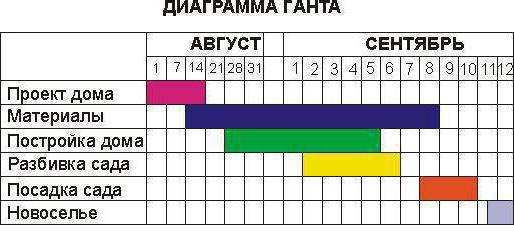 ДИАГРАММА ГАНТА
АВГУСТ СЕНТЯБРЬ
1 7 14 21 28 31 1 2 3 4 5 6 7 8 9 10 11 12
Проект дома
Материалы
Постройка дома
Разбивка сада
Посадка сада
Новоселье